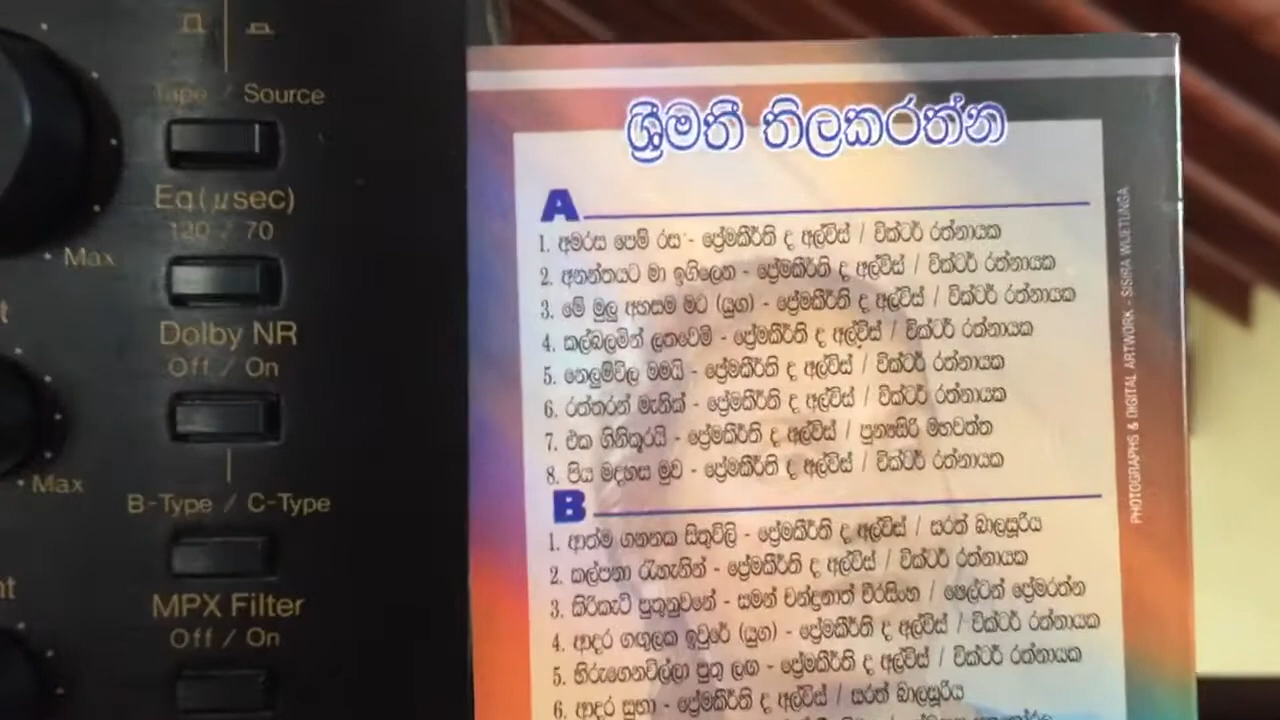 Tape / Source
Eq(μsec)
120 / 70
Max
Dolby NR
Off / On
Max
B-Type / C-Type
MPX Filter
Off / On
ශ්‍රීමතී තිලකරත්න
A
1. අමරස පෙම් රස - ප්‍රේමකීර්ති ද අල්විස් / වික්ටර් රත්නායක
2. අනන්තයට මා ඉගිලෙන - ප්‍රේමකීර්ති ද අල්විස් / වික්ටර් රත්නායක
3. මේ මුලු අහසම මට (යුග) - ප්‍රේමකීර්ති ද අල්විස් / වික්ටර් රත්නායක
4. කල්බලමින් ලතවෙමි - ප්‍රේමකීර්ති ද අල්විස් / වික්ටර් රත්නායක
5. නෙලුම්විල මමයි - ප්‍රේමකීර්ති ද අල්විස් / වික්ටර් රත්නායක
6. රත්තරන් මැනික් - ප්‍රේමකීර්ති ද අල්විස් / වික්ටර් රත්නායක
7. එක ගිනිකූරයි - ප්‍රේමකීර්ති ද අල්විස් / පුන්‍යසිරි මහවත්ත
8. පිය මදහස මුව - ප්‍රේමකීර්ති ද අල්විස් / වික්ටර් රත්නායක
B
1. ආත්ම ගනනක සිතුවිලි - ප්‍රේමකීර්ති ද අල්විස් / සරත් බාලසූරිය
2. කල්පනා රැහැනින් - ප්‍රේමකීර්ති ද අල්විස් / වික්ටර් රත්නායක
3. කිරිකැටි පුතුනුවනේ - සමන් චන්ද්‍රනාත් වීරසිංහ / ෂෙල්ටන් ප්‍රේමරත්න
4. ආදර ගඟුලක ඉවුරේ (යුග) - ප්‍රේමකීර්ති ද අල්විස් / වික්ටර් රත්නායක
5. හිරුගෙනවිල්ලා පුතු ලඟ - ප්‍රේමකීර්ති ද අල්විස් / වික්ටර් රත්නායක
6. ආදර සුභා - ප්‍රේමකීර්ති ද අල්විස් / සරත් බාලසූරිය
PHOTOGRAPHS & DIGITAL ARTWORK - SISIRA WIJETUNGA